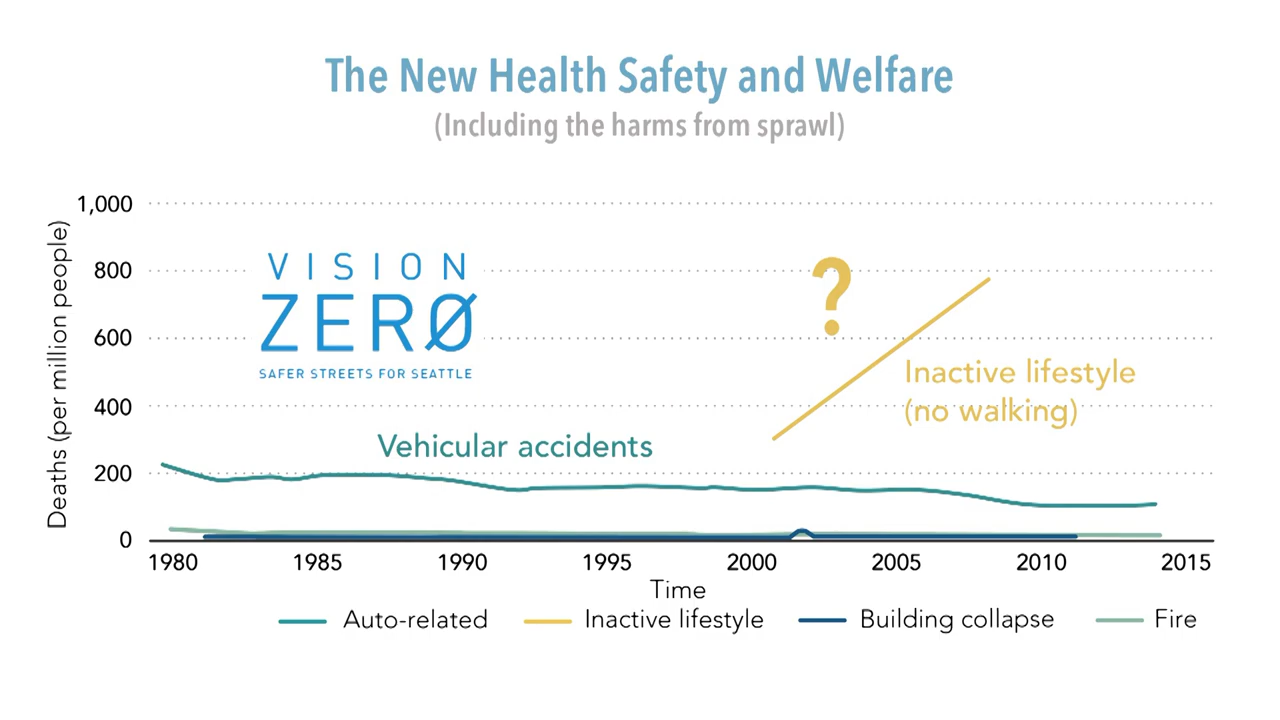 The New Health Safety and Welfare
(Including the harms from sprawl)
Deaths (per million people)
1,000
800
600
400
200
0
VISION
ZERØ
SAFER STREETS FOR SEATTLE
?
Inactive lifestyle
(no walking)
Vehicular accidents
1980 1985 1990 1995 2000 2005 2010 2015
Time
Auto-related Inactive lifestyle Building collapse Fire